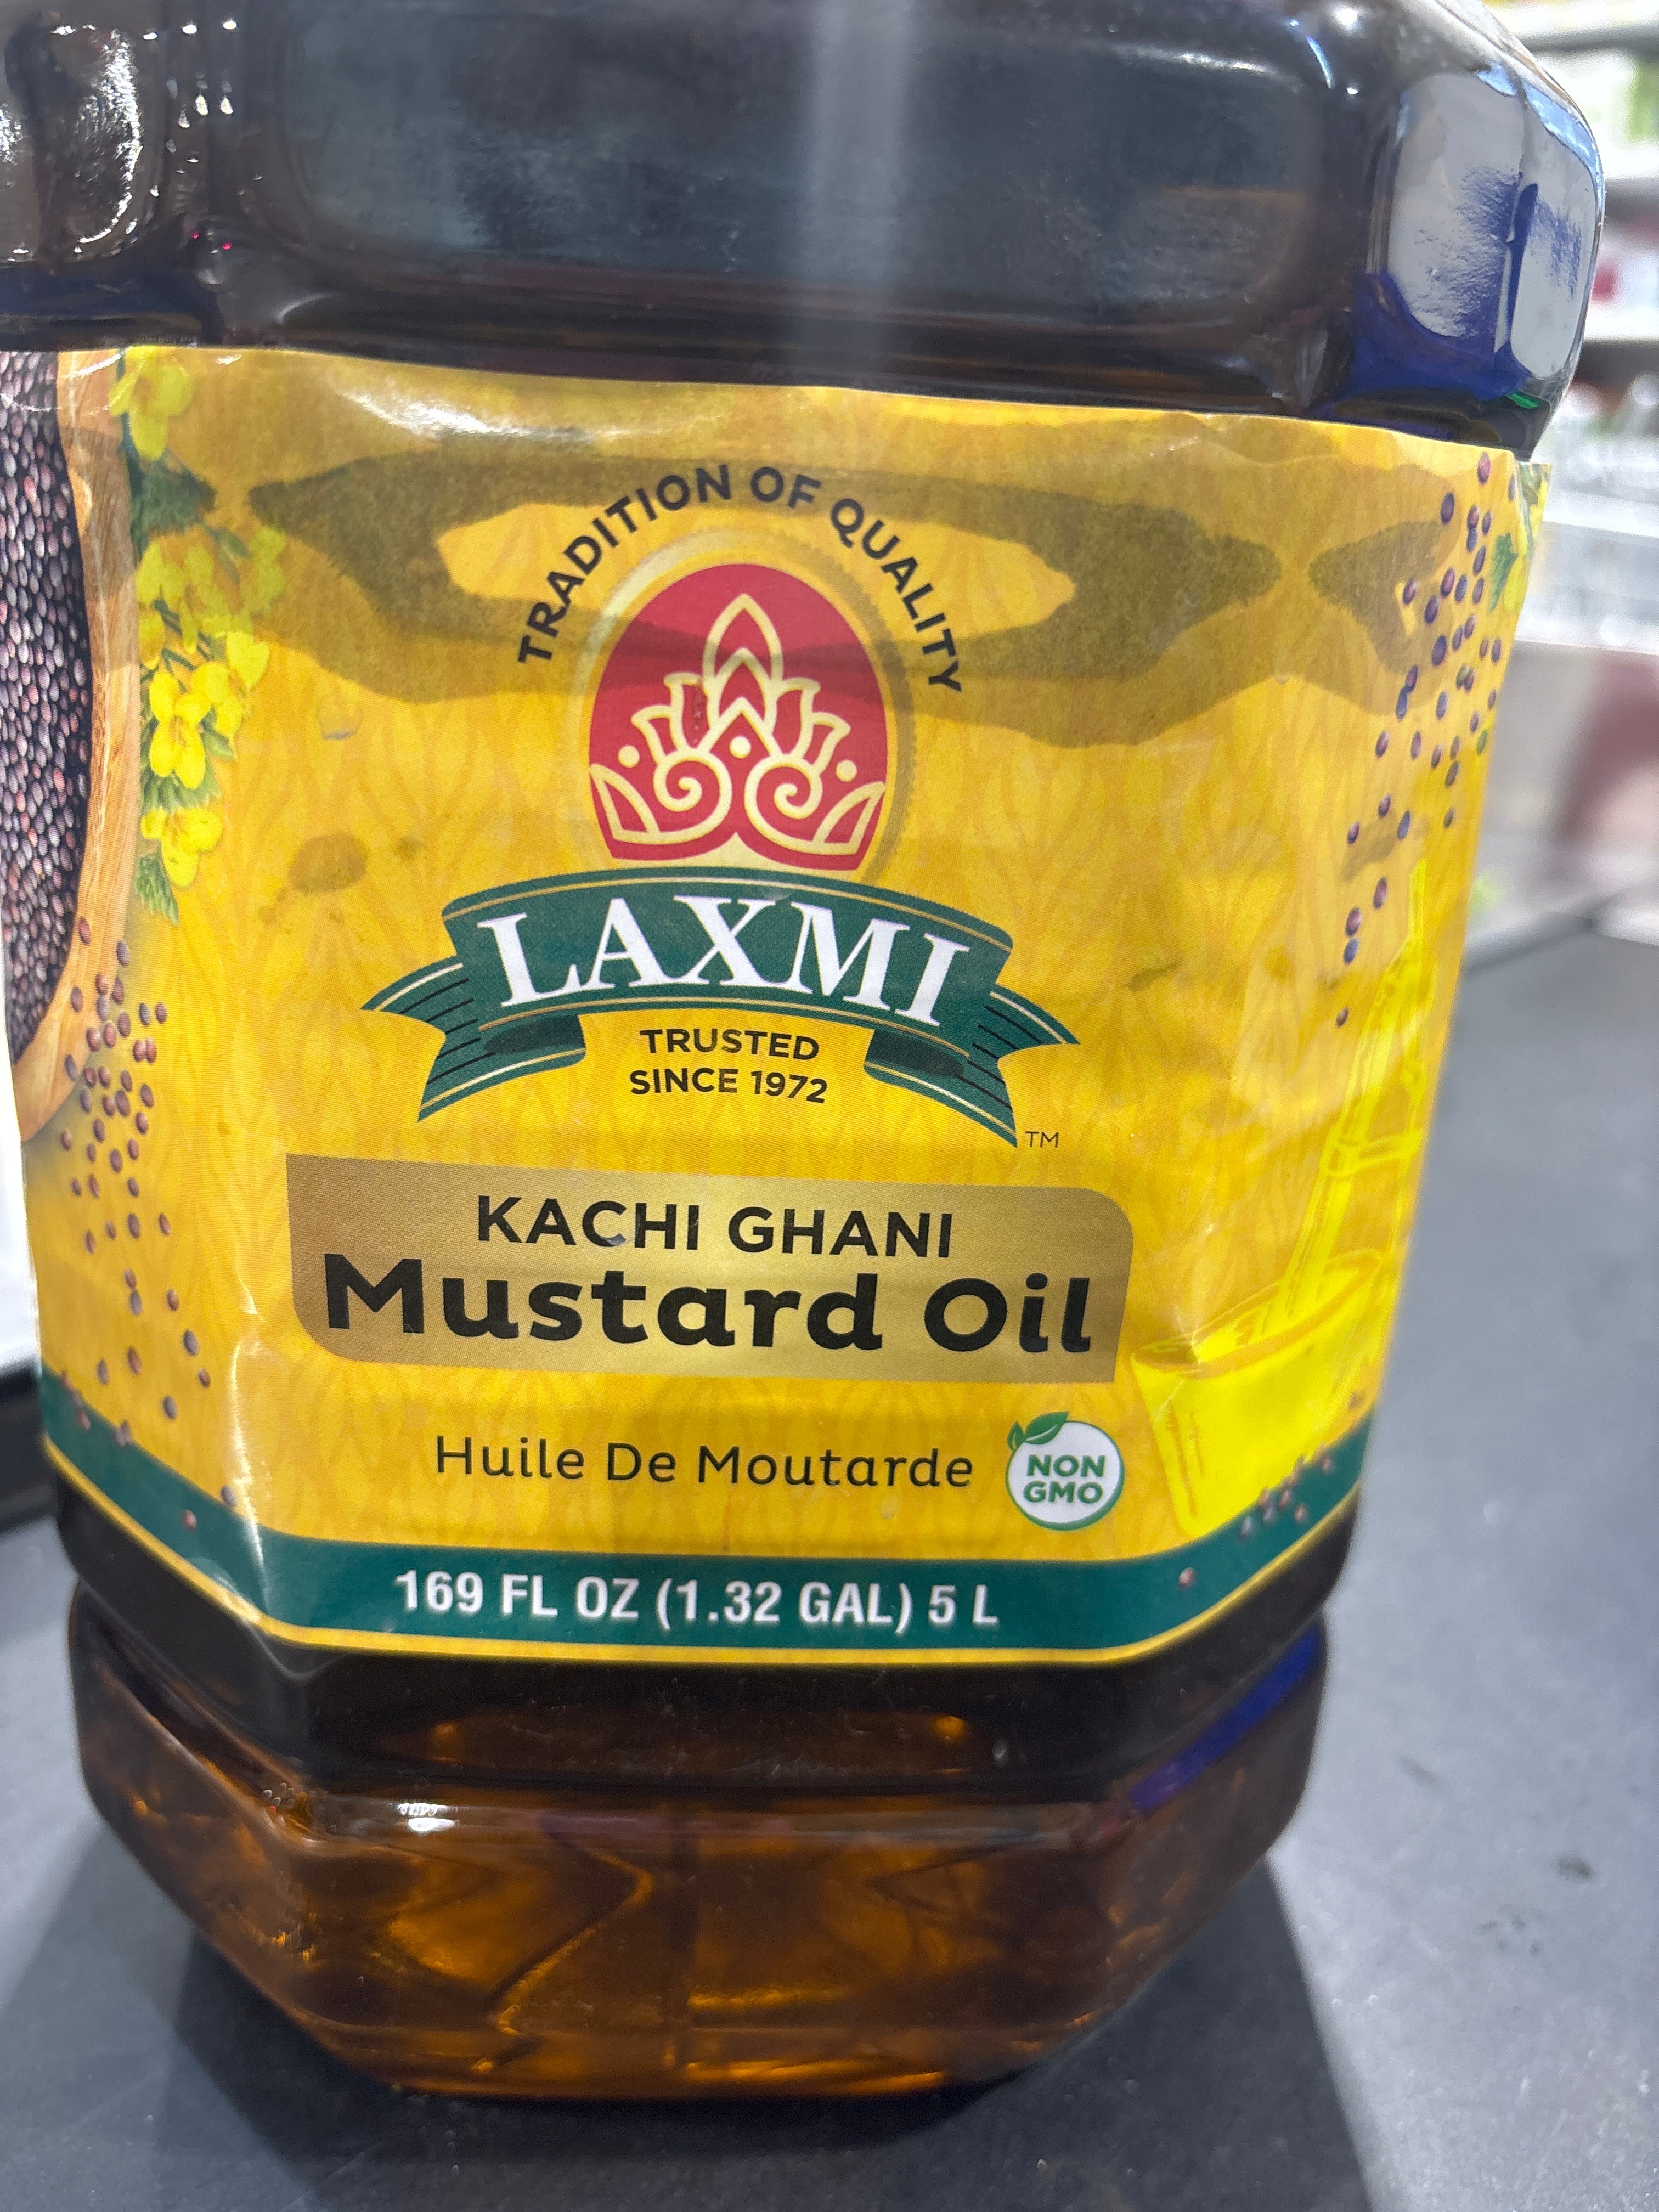 TRADITION OF QUALITY
LAXMI
TRUSTED
SINCE 1972
TM
KACHI GHANI
Mustard Oil
Huile De Moutarde
NON
GMO
169 FL OZ (1.32 GAL) 5 L